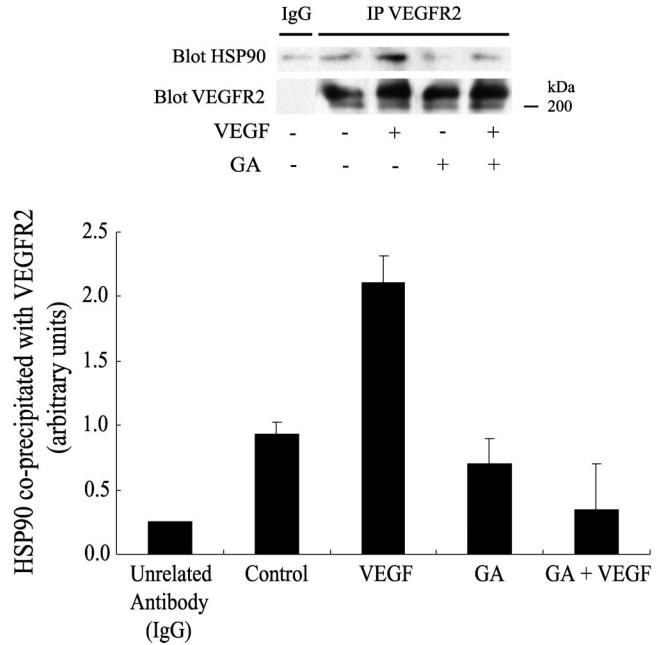 IgG IP VEGFR2
Blot HSP90
Blot VEGFR2
kDa
200
VEGF - - + - +
GA - - - + +
HSP90 co-precipitated with VEGFR2
(arbitrary units)
2.5
2.0
1.5
1.0
0.5
0.0
Unrelated
Antibody
(IgG)
Control
VEGF
GA
GA + VEGF